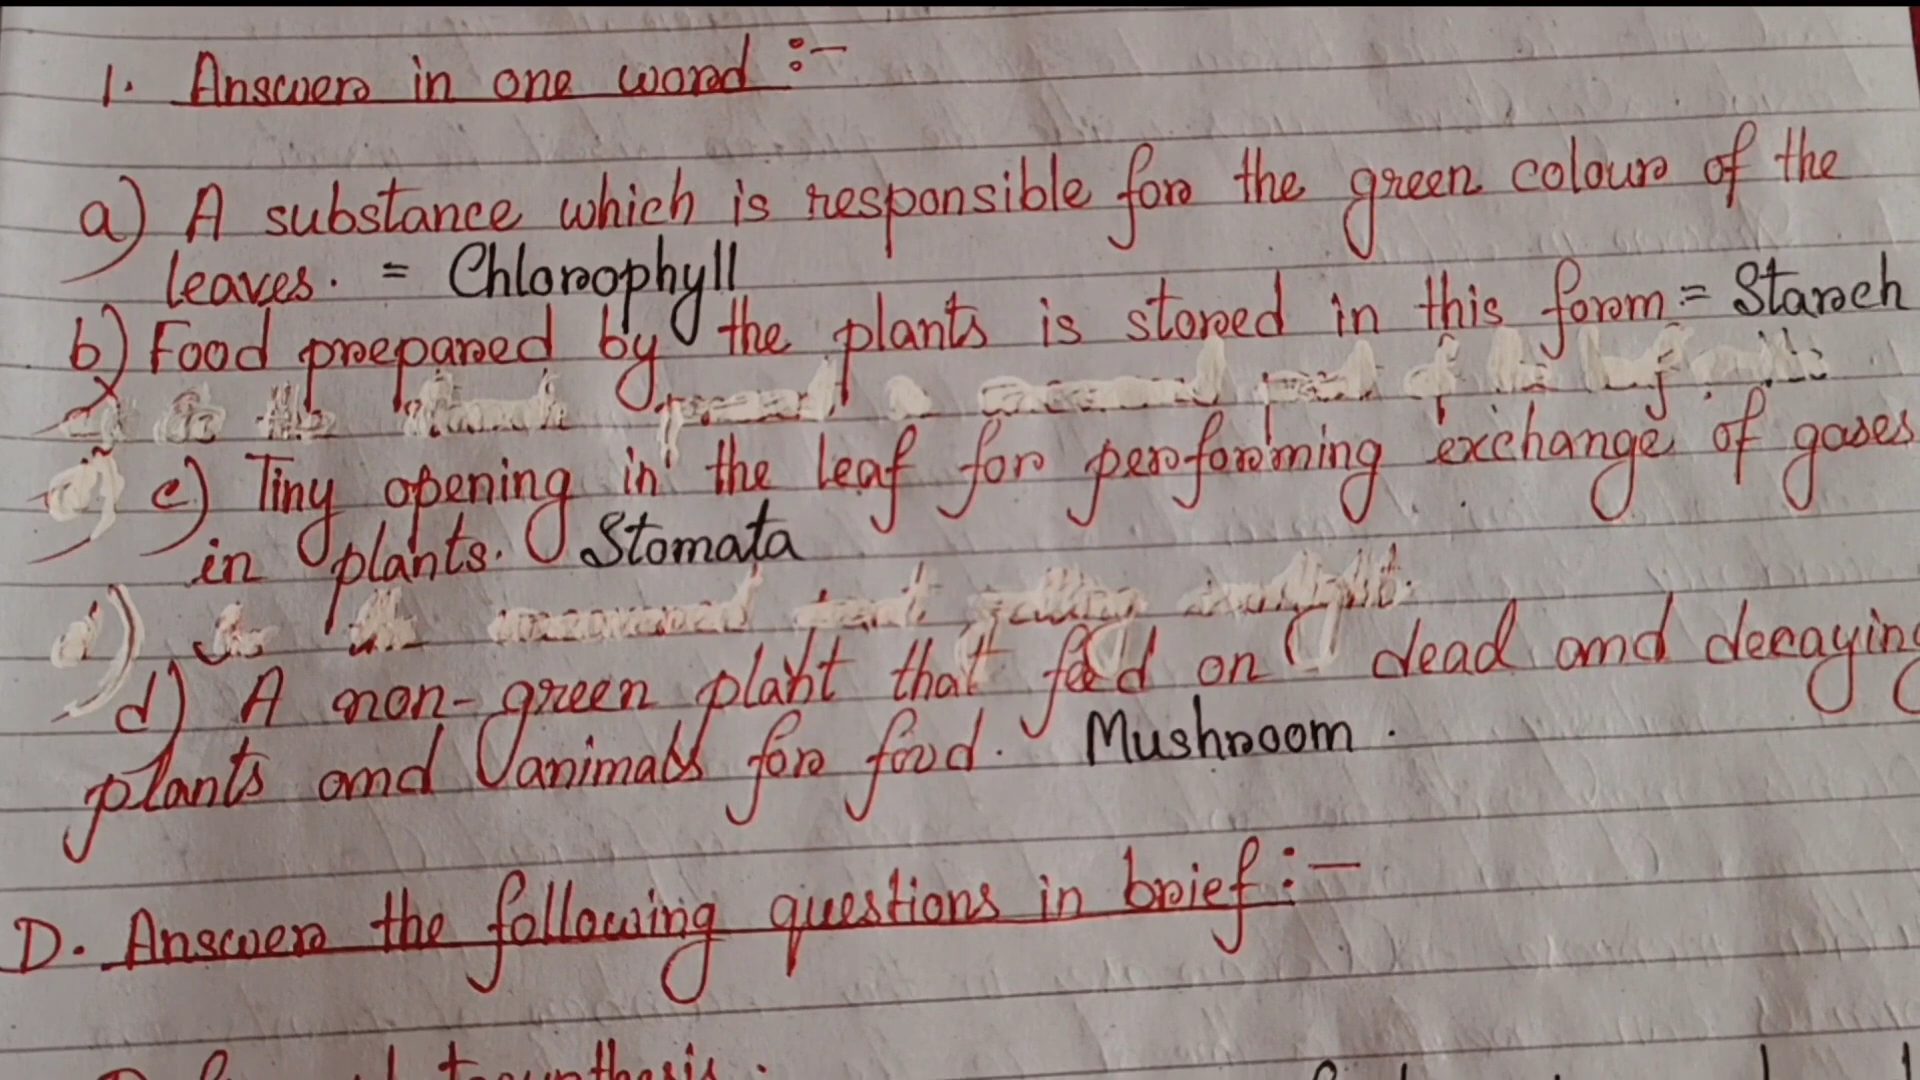 1. Answer in one word :-
a) A substance which is responsible for the green colour of the
leaves. = Chlorophyll
b) Food prepared by the plants is stored in this form = Starch
c) Tiny opening in the leaf for performing exchange of gases
in plants. Stomata
d) A non-green plant that feed on dead and decaying
plants and animals for food. Mushroom.
D. Answer the following questions in brief :-